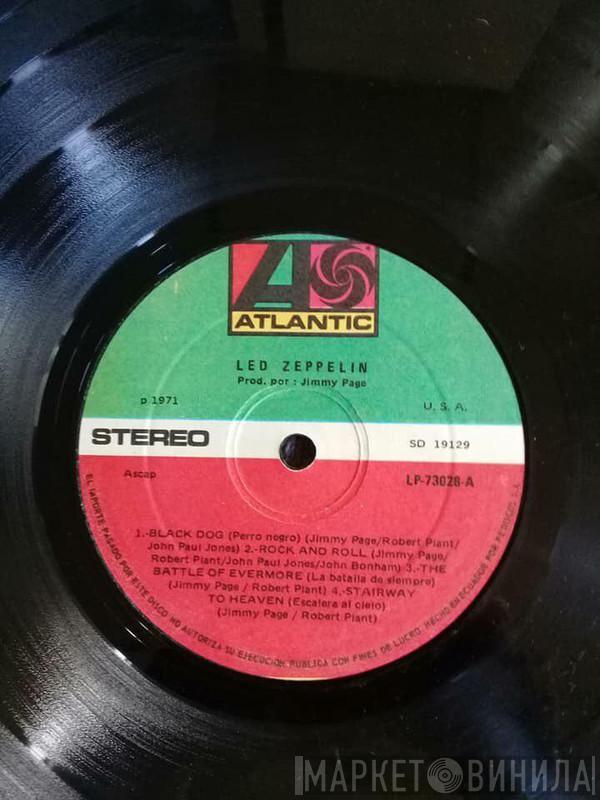 ATLANTIC
LED ZEPPELIN
Prod. por : Jimmy Page
p 1971
U. S. A.
STEREO
SD 19129
Ascap
LP-73028-A
1.-BLACK DOG (Perro negro) (Jimmy Page/Robert Plant/
John Paul Jones) 2.-ROCK AND ROLL (Jimmy Page/
Robert Plant/John Paul Jones/John Bonham) 3.-THE
BATTLE OF EVERMORE (La batalla de siempre)
(Jimmy Page / Robert Plant) 4.-STAIRWAY
TO HEAVEN (Escalera al cielo)
(Jimmy Page / Robert Plant)
EL IMPORTE PAGADO POR ESTE DISCO NO AUTORIZA SU EJECUCION PUBLICA CON FINES DE LUCRO. HECHO EN ECUADOR POR FEDISCOS S.A.
МАРКЕТ ВИНИЛА